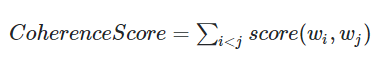 CoherenceScore = ∑_{i<j} score(w_i, w_j)